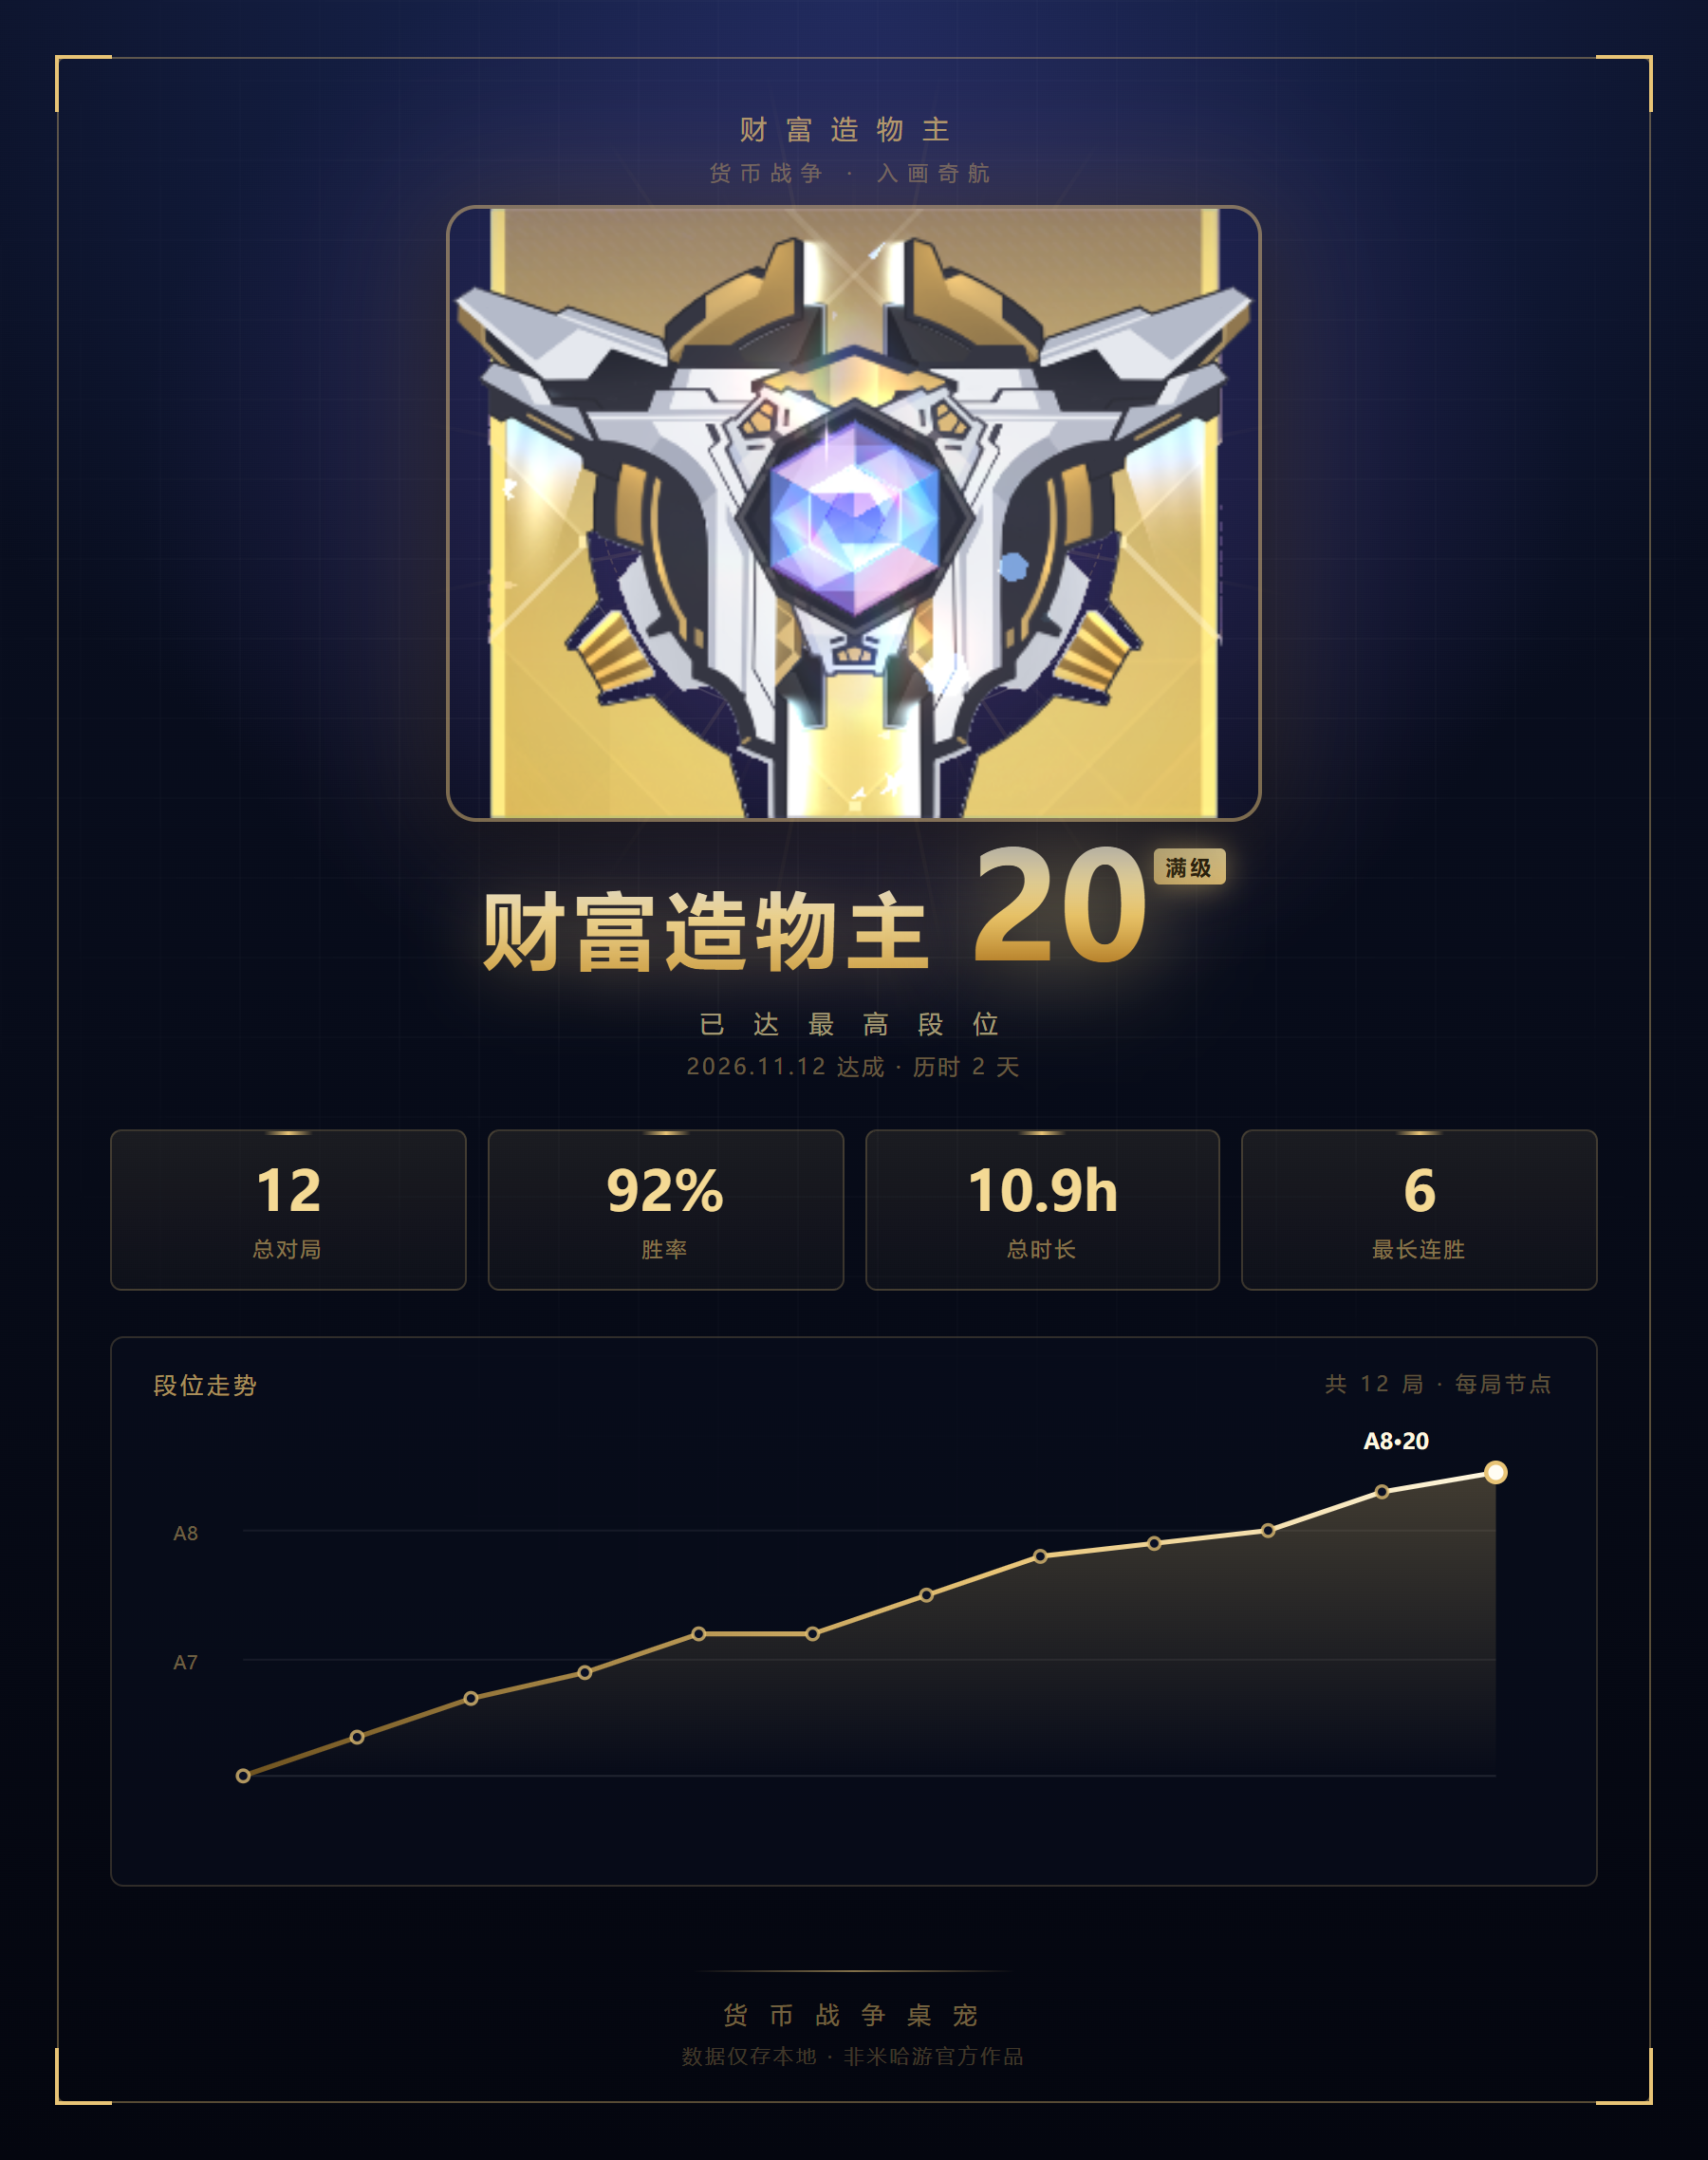 财富造物主
货币战争 · 入画奇航
财富造物主 20 满级
已达最高段位
2026.11.12 达成 · 历时 2 天
12
总对局
92%
胜率
10.9h
总时长
6
最长连胜
段位走势
共 12 局 · 每局节点
A8•20
A8
A7
货币战争桌宠
数据仅存本地 · 非米哈游官方作品